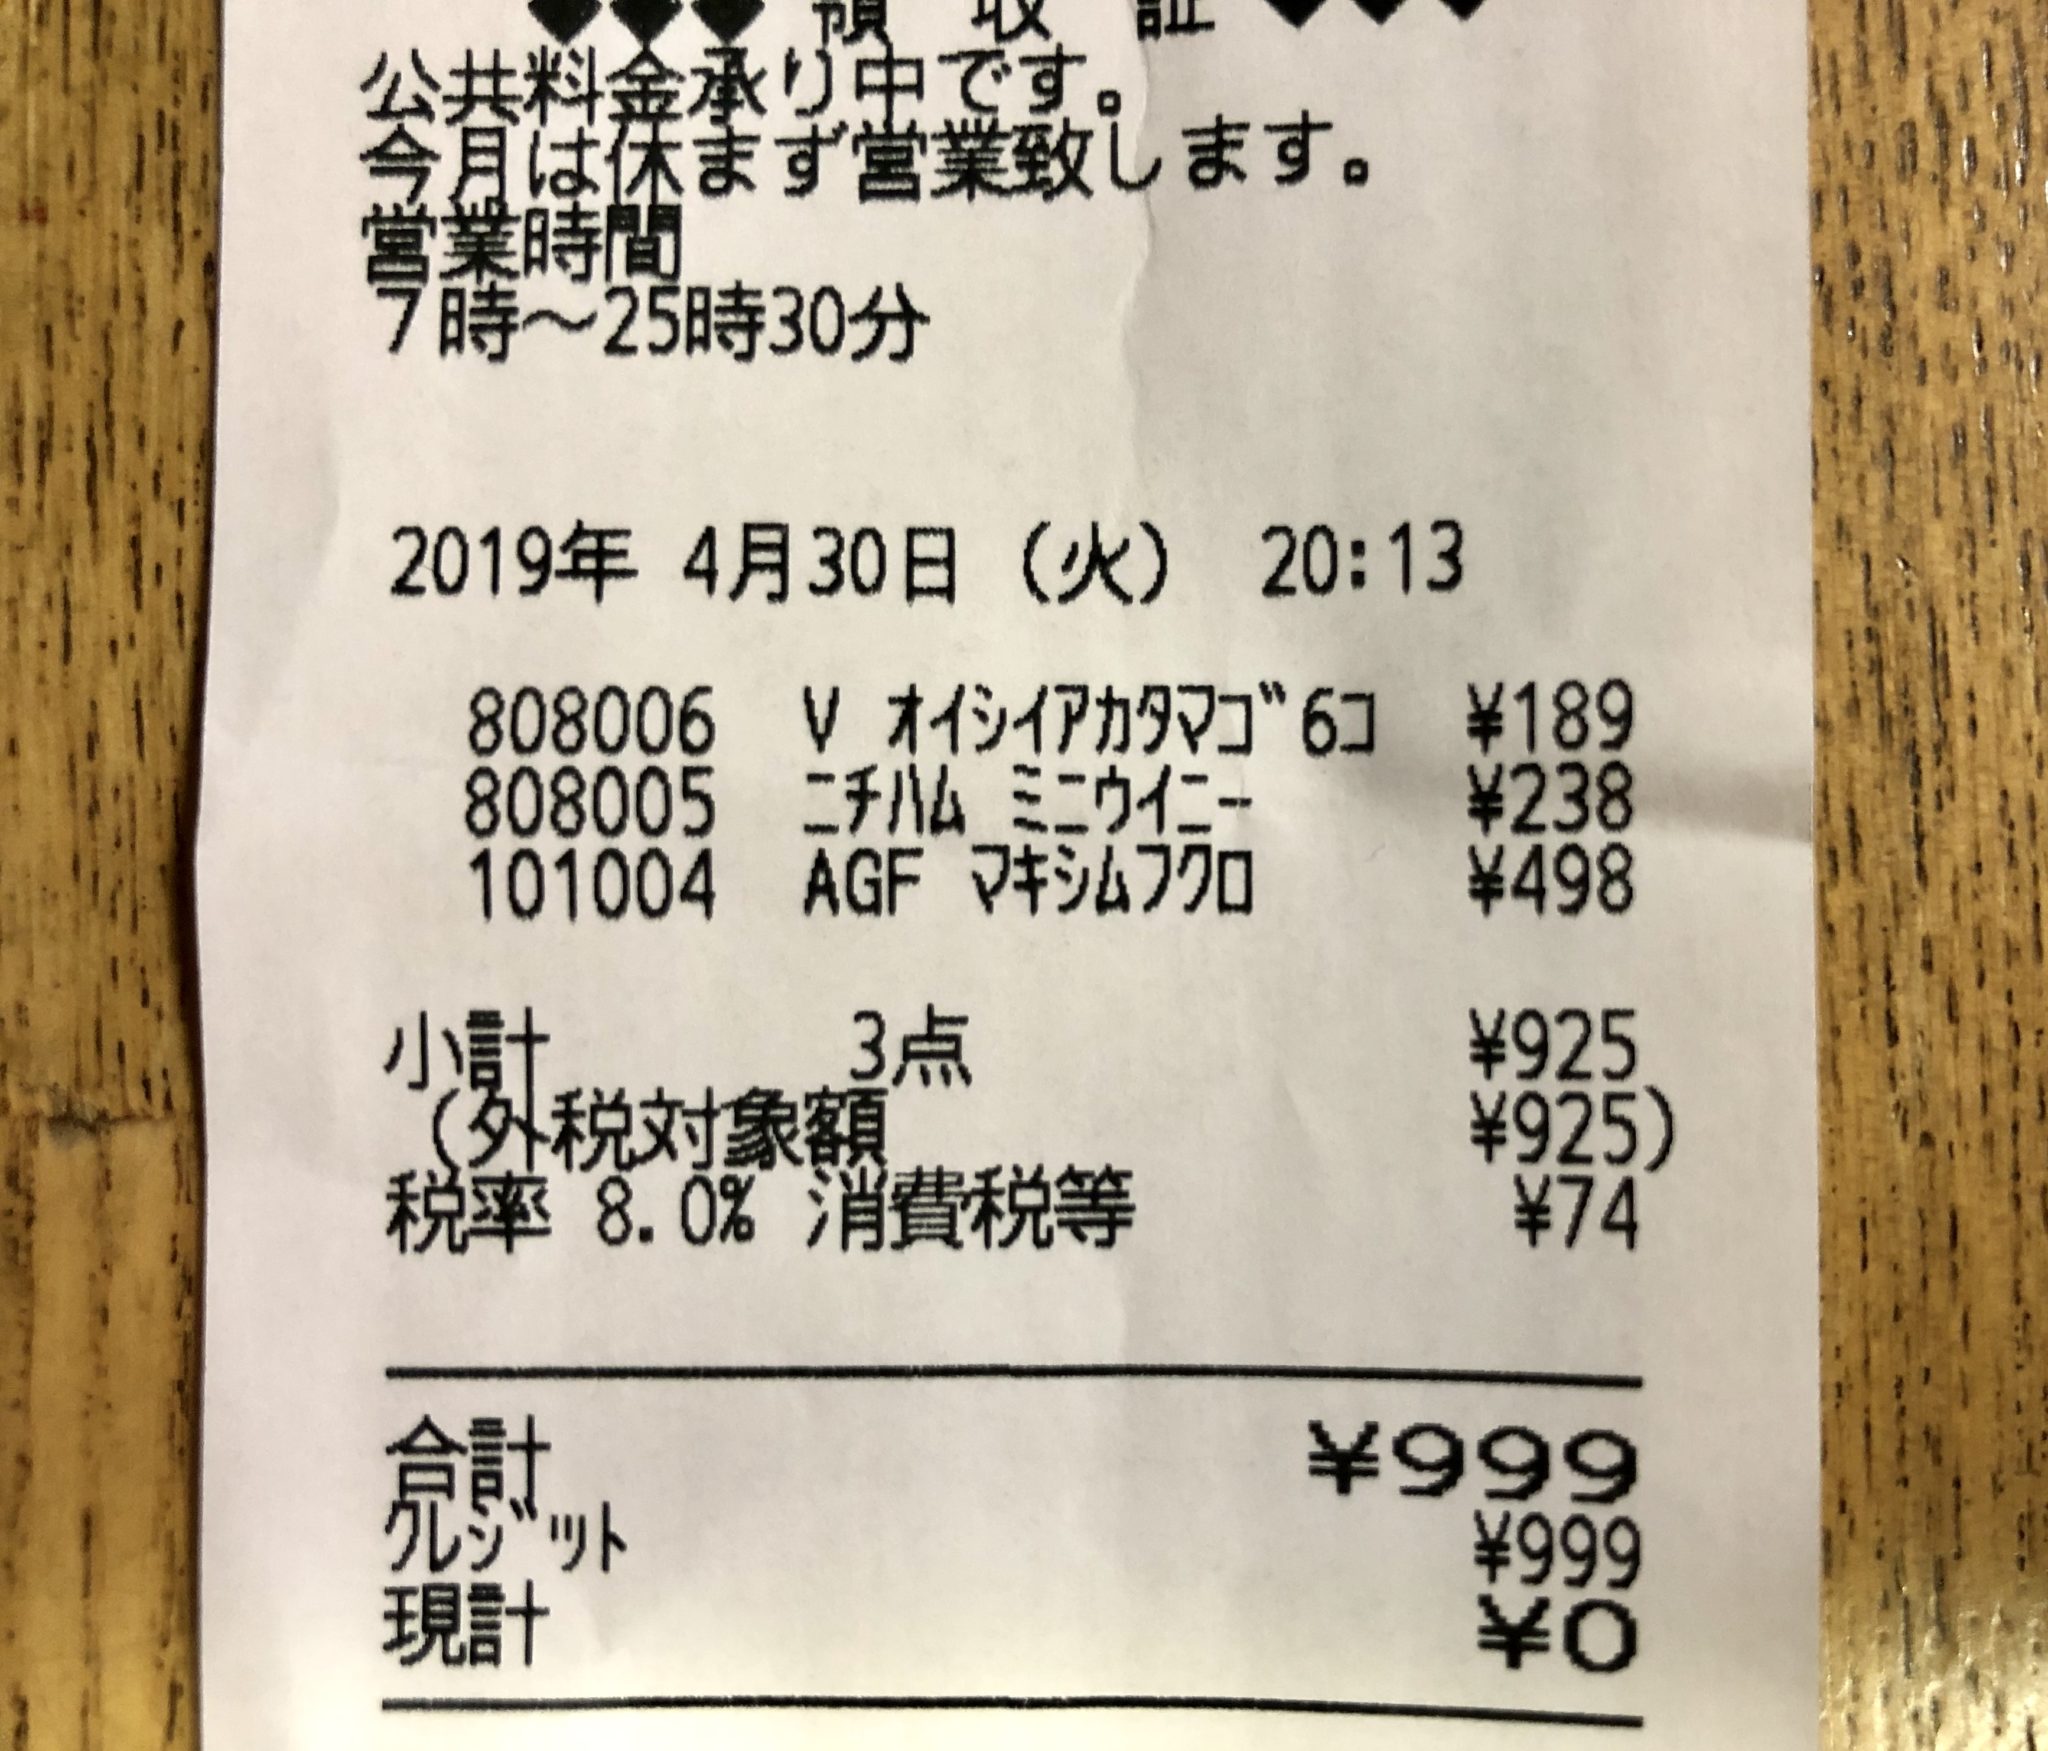 ◆◆◆ 領 収 証 ◆◆◆
公共料金承り中です。
今月は休まず営業致します。
営業時間
7時〜25時30分
2019年 4月30日 (火) 20:13
808006 V オイシイアカタマゴ6コ ¥189
808005 ニチハム ミニウイニー ¥238
101004 AGF マキシムフクロ ¥498
小計 3点 ¥925
(外税対象額 ¥925)
税率 8.0% 消費税等 ¥74
合計 ¥999
クレジット ¥999
現計 ¥0